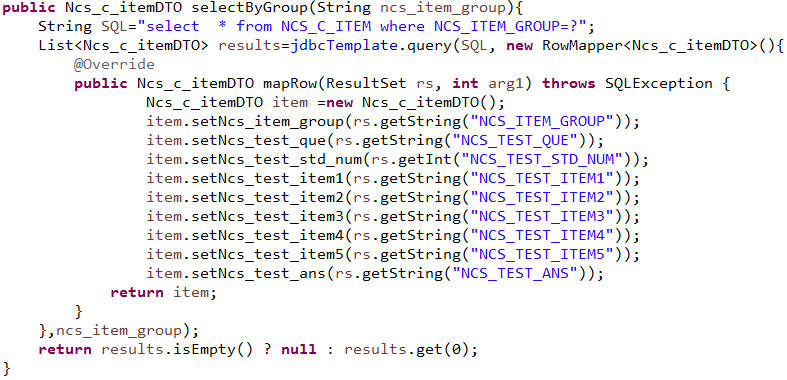 public Ncs_c_itemDTO selectByGroup(String ncs_item_group){
String SQL="select  * from NCS_C_ITEM where NCS_ITEM_GROUP=?";
List<Ncs_c_itemDTO> results=jdbcTemplate.query(SQL, new RowMapper<Ncs_c_itemDTO>(){
@Override
public Ncs_c_itemDTO mapRow(ResultSet rs, int arg1) throws SQLException {
Ncs_c_itemDTO item =new Ncs_c_itemDTO();
item.setNcs_item_group(rs.getString("NCS_ITEM_GROUP"));
item.setNcs_test_que(rs.getString("NCS_TEST_QUE"));
item.setNcs_test_std_num(rs.getInt("NCS_TEST_STD_NUM"));
item.setNcs_test_item1(rs.getString("NCS_TEST_ITEM1"));
item.setNcs_test_item2(rs.getString("NCS_TEST_ITEM2"));
item.setNcs_test_item3(rs.getString("NCS_TEST_ITEM3"));
item.setNcs_test_item4(rs.getString("NCS_TEST_ITEM4"));
item.setNcs_test_item5(rs.getString("NCS_TEST_ITEM5"));
item.setNcs_test_ans(rs.getString("NCS_TEST_ANS"));
return item;
}
},ncs_item_group);
return results.isEmpty() ? null : results.get(0);
}